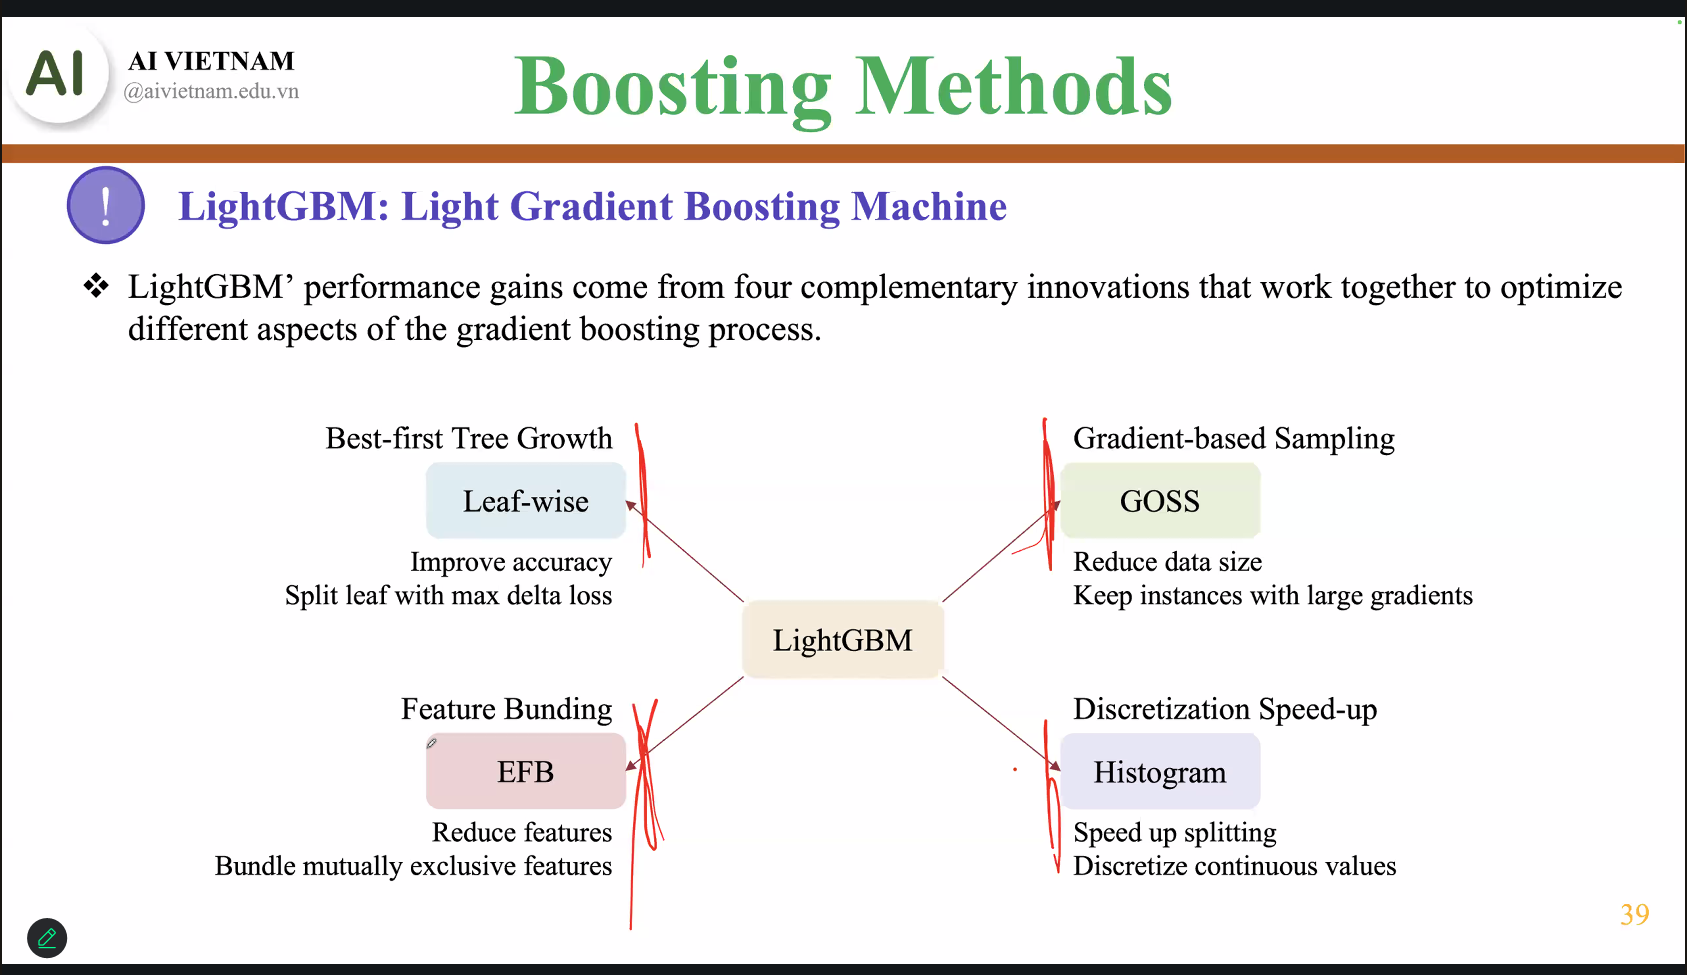 AI
AI VIETNAM
@aivietnam.edu.vn
Boosting Methods
!
LightGBM: Light Gradient Boosting Machine
❖ LightGBM’ performance gains come from four complementary innovations that work together to optimize
different aspects of the gradient boosting process.
Best-first Tree Growth
Leaf-wise
Improve accuracy
Split leaf with max delta loss
Gradient-based Sampling
GOSS
Reduce data size
Keep instances with large gradients
LightGBM
Feature Bunding
EFB
Reduce features
Bundle mutually exclusive features
Discretization Speed-up
Histogram
Speed up splitting
Discretize continuous values
39